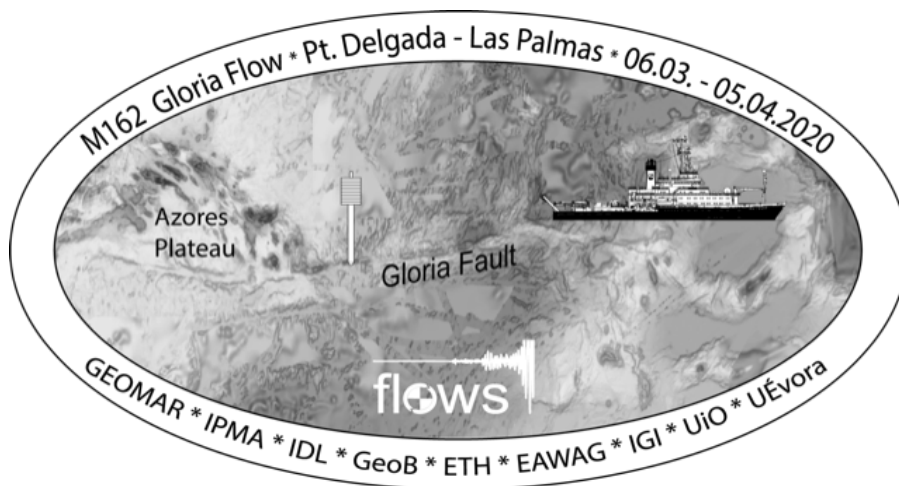 M162 Gloria Flow * Pt. Delgada - Las Palmas * 06.03. - 05.04.2020
Azores
Plateau
Gloria Fault
flows
GEOMAR * IPMA * IDL * GeoB * ETH * EAWAG * IGI * UiO * UÉvora